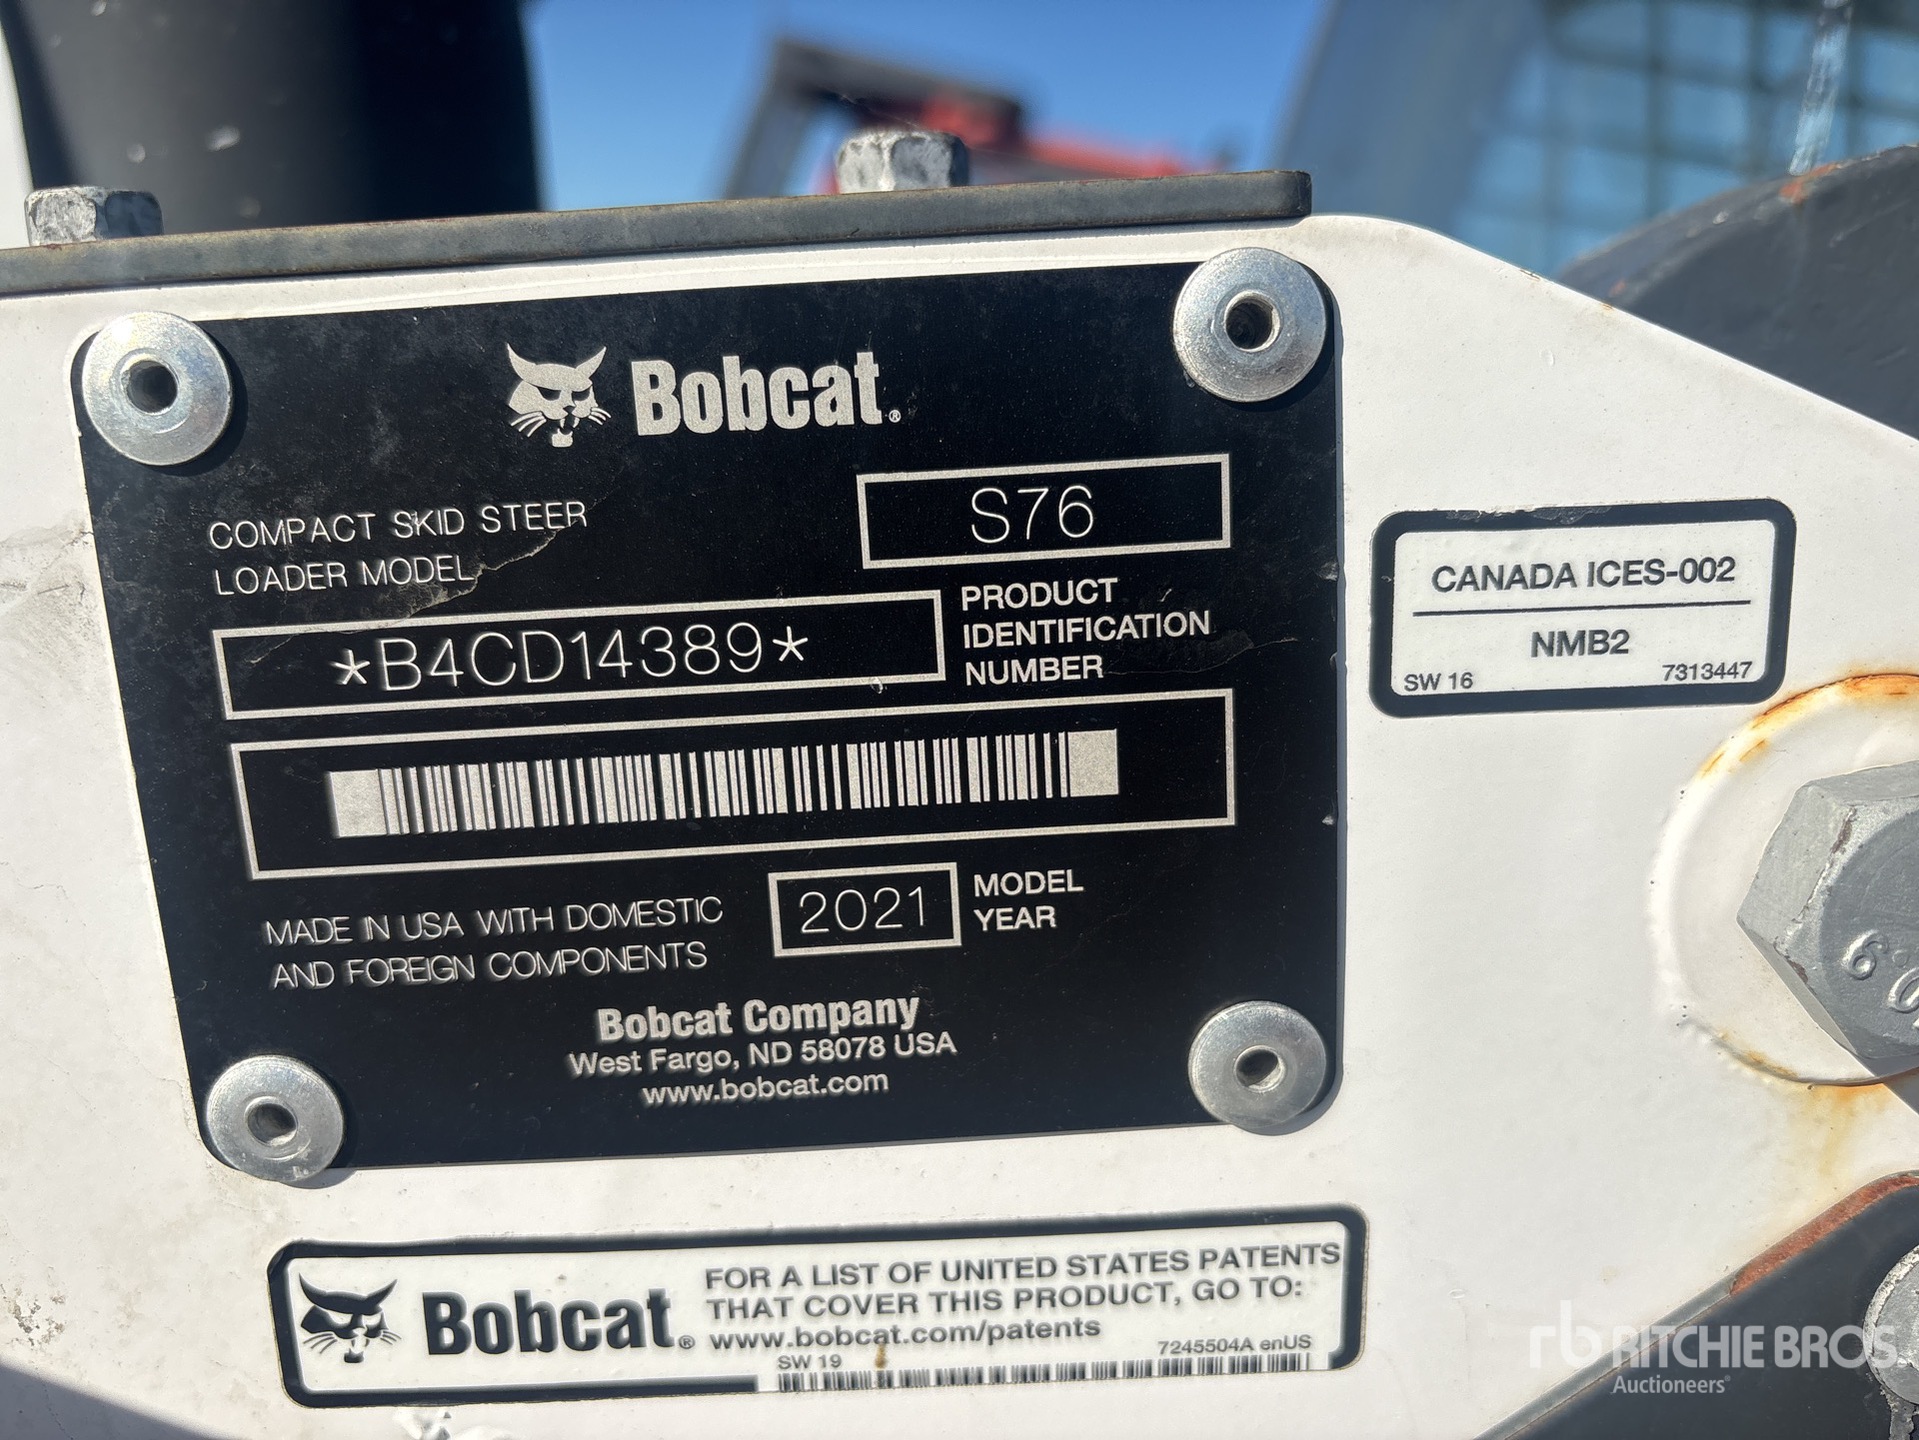 Bobcat®
COMPACT SKID STEER
LOADER MODEL
S76
*B4CD14389*
PRODUCT
IDENTIFICATION
NUMBER
MADE IN USA WITH DOMESTIC
AND FOREIGN COMPONENTS
2021
MODEL
YEAR
Bobcat Company
West Fargo, ND 58078 USA
www.bobcat.com
CANADA ICES-002
NMB2
SW 16 7313447
Bobcat®
FOR A LIST OF UNITED STATES PATENTS
THAT COVER THIS PRODUCT, GO TO:
www.bobcat.com/patents
SW 19 7245504A enUS
rb RITCHIE BROS
Auctioneers®